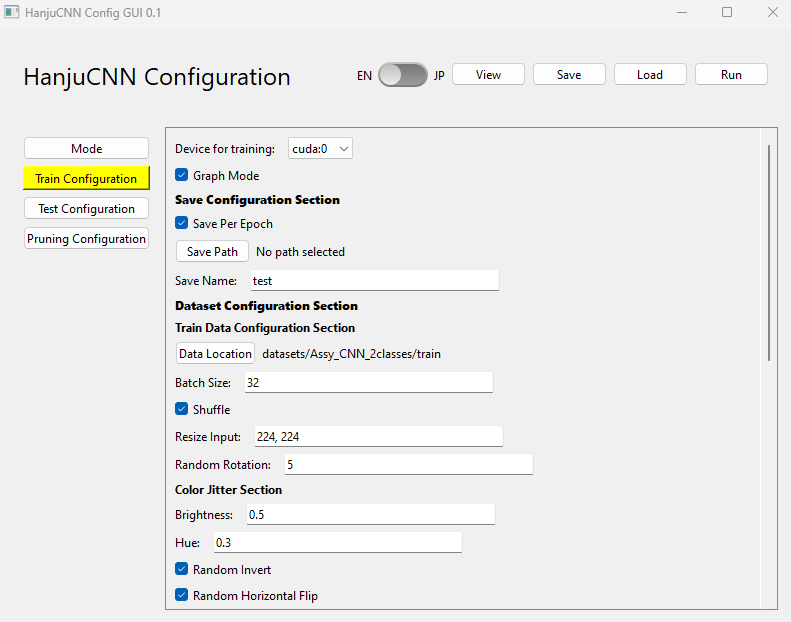 HanjuCNN Config GUI 0.1
HanjuCNN Configuration
EN JP View Save Load Run
Mode
Train Configuration
Test Configuration
Pruning Configuration
Device for training: cuda:0
Graph Mode
Save Configuration Section
Save Per Epoch
Save Path No path selected
Save Name: test
Dataset Configuration Section
Train Data Configuration Section
Data Location datasets/Assy_CNN_2classes/train
Batch Size: 32
Shuffle
Resize Input: 224, 224
Random Rotation: 5
Color Jitter Section
Brightness: 0.5
Hue: 0.3
Random Invert
Random Horizontal Flip